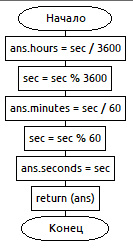 Начало
ans.hours = sec / 3600
sec = sec % 3600
ans.minutes = sec / 60
sec = sec % 60
ans.seconds = sec
return (ans)
Конец